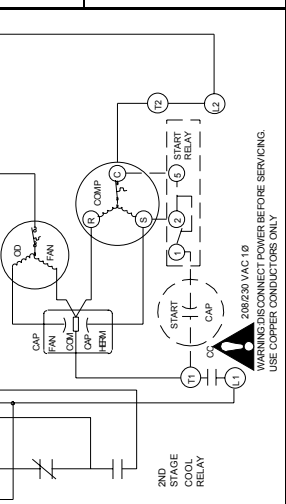 T2
L2
START
RELAY
C
5
COMP
R
S
2
1
OD
FAN
CAP
FAN
COM
CAP
HERM
START
CAP
CC
T1
L1
208/230 VAC 1Ø
WARNING:DISCONNECT POWER BEFORE SERVICING.
USE COPPER CONDUCTORS ONLY
2ND
STAGE
COOL
RELAY